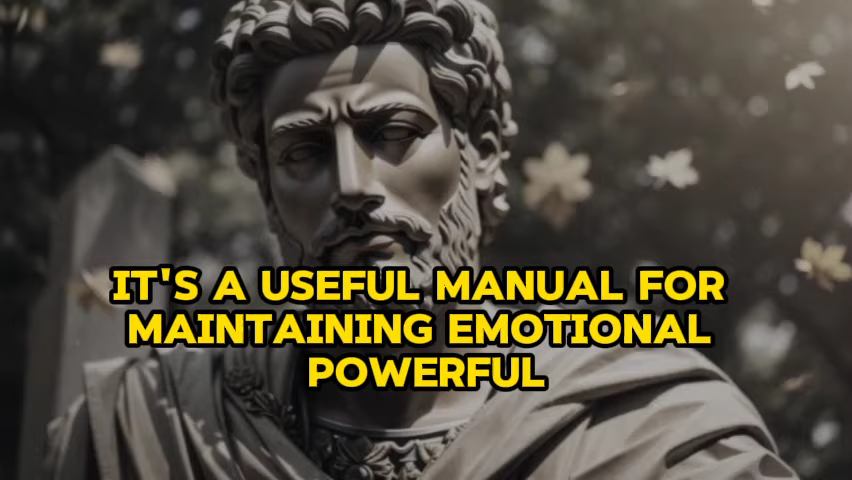 IT'S A USEFUL MANUAL FOR
MAINTAINING EMOTIONAL
POWERFUL